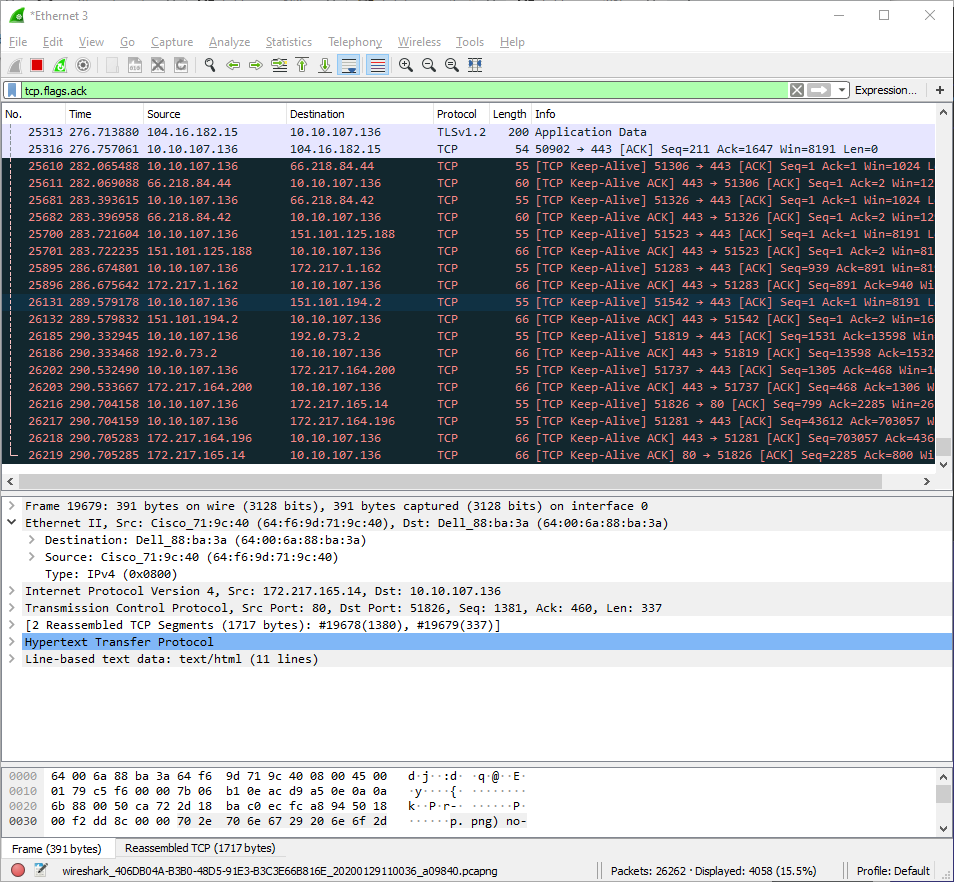 *Ethernet 3
File Edit View Go Capture Analyze Statistics Telephony Wireless Tools Help
tcp.flags.ack Expression... +
No. Time Source Destination Protocol Length Info
25313 276.713880 104.16.182.15 10.10.107.136 TLSv1.2 200 Application Data
25316 276.757061 10.10.107.136 104.16.182.15 TCP 54 50902 → 443 [ACK] Seq=211 Ack=1647 Win=8191 Len=0
25610 282.065488 10.10.107.136 66.218.84.44 TCP 55 [TCP Keep-Alive] 51306 → 443 [ACK] Seq=1 Ack=1 Win=1024 L
25611 282.069088 66.218.84.44 10.10.107.136 TCP 60 [TCP Keep-Alive ACK] 443 → 51306 [ACK] Seq=1 Ack=2 Win=12
25681 283.393615 10.10.107.136 66.218.84.42 TCP 55 [TCP Keep-Alive] 51326 → 443 [ACK] Seq=1 Ack=1 Win=1024 L
25682 283.396958 66.218.84.42 10.10.107.136 TCP 60 [TCP Keep-Alive ACK] 443 → 51326 [ACK] Seq=1 Ack=2 Win=12
25700 283.721604 10.10.107.136 151.101.125.188 TCP 55 [TCP Keep-Alive] 51523 → 443 [ACK] Seq=1 Ack=1 Win=8191 L
25701 283.722235 151.101.125.188 10.10.107.136 TCP 66 [TCP Keep-Alive ACK] 443 → 51523 [ACK] Seq=1 Ack=2 Win=81
25895 286.674801 10.10.107.136 172.217.1.162 TCP 55 [TCP Keep-Alive] 51283 → 443 [ACK] Seq=939 Ack=891 Win=81
25896 286.675642 172.217.1.162 10.10.107.136 TCP 66 [TCP Keep-Alive ACK] 443 → 51283 [ACK] Seq=891 Ack=940 Wi
26131 289.579178 10.10.107.136 151.101.194.2 TCP 55 [TCP Keep-Alive] 51542 → 443 [ACK] Seq=1 Ack=1 Win=8191 L
26132 289.579832 151.101.194.2 10.10.107.136 TCP 66 [TCP Keep-Alive ACK] 443 → 51542 [ACK] Seq=1 Ack=2 Win=16
26185 290.332945 10.10.107.136 192.0.73.2 TCP 55 [TCP Keep-Alive] 51819 → 443 [ACK] Seq=1531 Ack=13598 Win
26186 290.333468 192.0.73.2 10.10.107.136 TCP 66 [TCP Keep-Alive ACK] 443 → 51819 [ACK] Seq=13598 Ack=1532
26202 290.532490 10.10.107.136 172.217.164.200 TCP 55 [TCP Keep-Alive] 51737 → 443 [ACK] Seq=1305 Ack=468 Win=1
26203 290.533667 172.217.164.200 10.10.107.136 TCP 66 [TCP Keep-Alive ACK] 443 → 51737 [ACK] Seq=468 Ack=1306 W
26216 290.704158 10.10.107.136 172.217.165.14 TCP 55 [TCP Keep-Alive] 51826 → 80 [ACK] Seq=799 Ack=2285 Win=26
26217 290.704159 10.10.107.136 172.217.164.196 TCP 55 [TCP Keep-Alive] 51281 → 443 [ACK] Seq=43612 Ack=703057 W
26218 290.705283 172.217.164.196 10.10.107.136 TCP 66 [TCP Keep-Alive ACK] 443 → 51281 [ACK] Seq=703057 Ack=436
26219 290.705285 172.217.165.14 10.10.107.136 TCP 66 [TCP Keep-Alive ACK] 80 → 51826 [ACK] Seq=2285 Ack=800 Wi
Frame 19679: 391 bytes on wire (3128 bits), 391 bytes captured (3128 bits) on interface 0
Ethernet II, Src: Cisco_71:9c:40 (64:f6:9d:71:9c:40), Dst: Dell_88:ba:3a (64:00:6a:88:ba:3a)
Destination: Dell_88:ba:3a (64:00:6a:88:ba:3a)
Source: Cisco_71:9c:40 (64:f6:9d:71:9c:40)
Type: IPv4 (0x0800)
Internet Protocol Version 4, Src: 172.217.165.14, Dst: 10.10.107.136
Transmission Control Protocol, Src Port: 80, Dst Port: 51826, Seq: 1381, Ack: 460, Len: 337
[2 Reassembled TCP Segments (1717 bytes): #19678(1380), #19679(337)]
Hypertext Transfer Protocol
Line-based text data: text/html (11 lines)
0000 64 00 6a 88 ba 3a 64 f6 9d 71 9c 40 08 00 45 00 d·j··:d· ·q·@··E·
0010 01 79 c5 f6 00 00 7b 06 b1 0e ac d9 a5 0e 0a 0a ·y····{· ········
0020 6b 88 00 50 ca 72 2d 18 ba c0 ec fc a8 94 50 18 k··P·r-· ······P·
0030 00 f2 dd 8c 00 00 70 2e 70 6e 67 29 20 6e 6f 2d ······p. png) no-
Frame (391 bytes) Reassembled TCP (1717 bytes)
wireshark_406DB04A-B3B0-48D5-91E3-B3C3E66B816E_20200129110036_a09840.pcapng Packets: 26262 · Displayed: 4058 (15.5%) Profile: Default